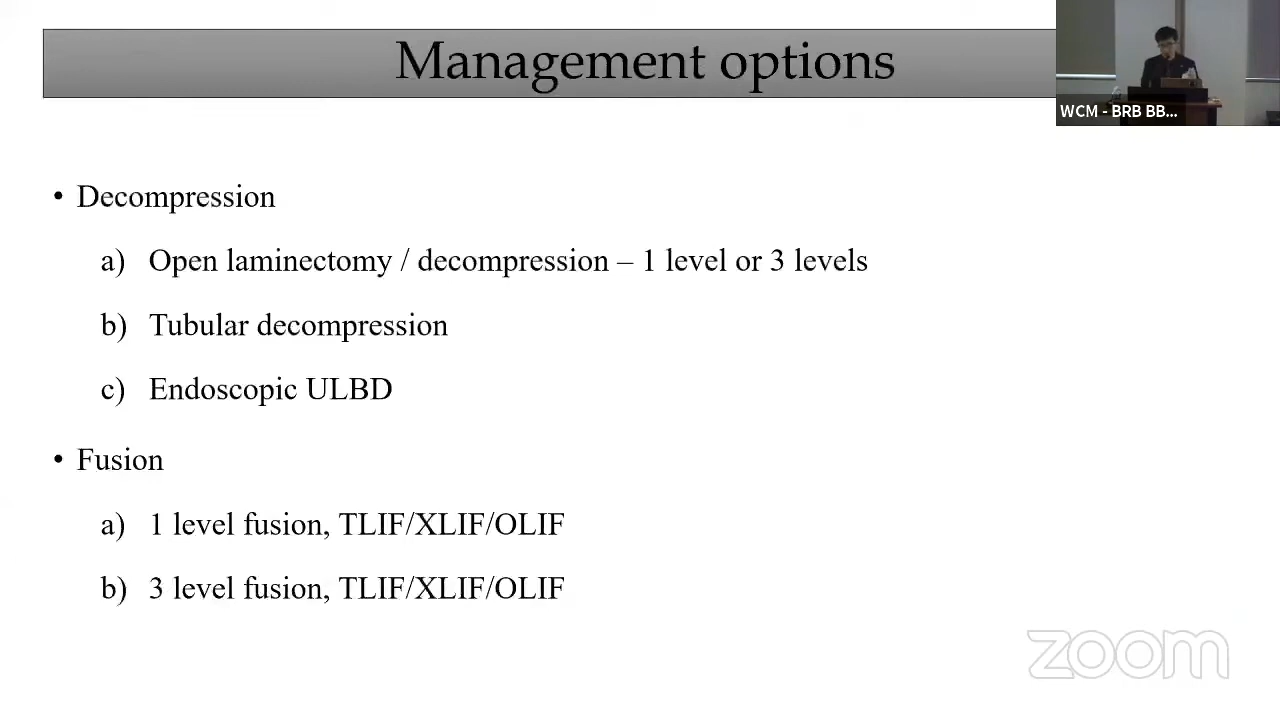 Management options
WCM - BRB BB...
• Decompression
a) Open laminectomy / decompression – 1 level or 3 levels
b) Tubular decompression
c) Endoscopic ULBD
• Fusion
a) 1 level fusion, TLIF/XLIF/OLIF
b) 3 level fusion, TLIF/XLIF/OLIF
zoom